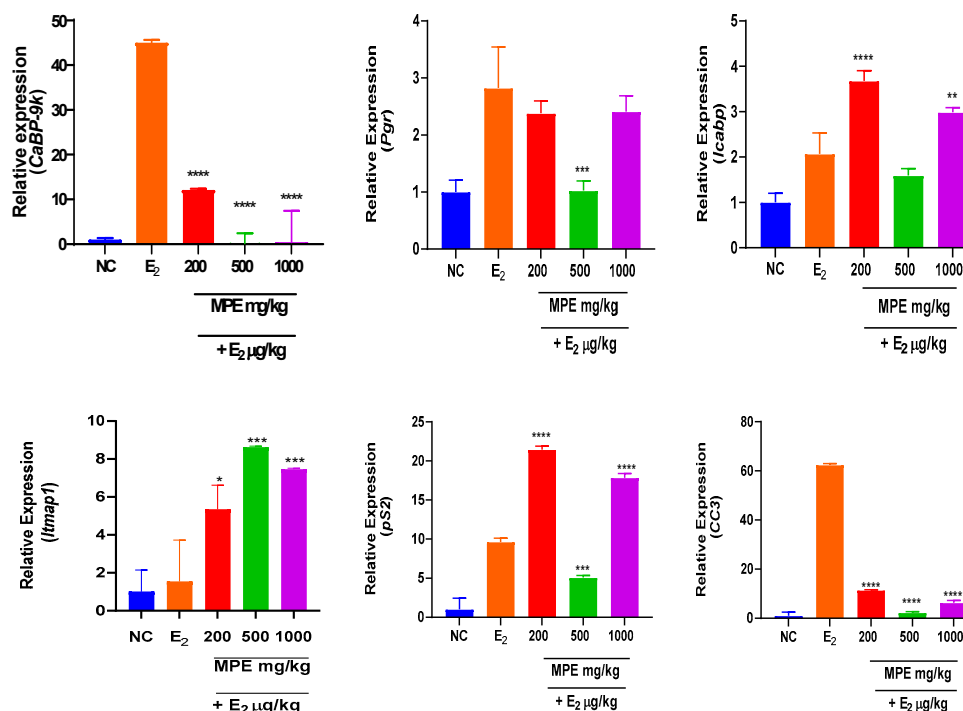 Relative expression
(CaBP-9k)
50
40
30
20
10
0
****
****
****
NC E₂ 200 500 1000
MPE mg/kg
+ E₂ µg/kg
Relative Expression
(Pgr)
4
3
2
1
0
***
NC E₂ 200 500 1000
MPE mg/kg
+ E₂ µg/kg
Relative Expression
(Icabp)
5
4
3
2
1
0
****
**
NC E₂ 200 500 1000
MPE mg/kg
+ E₂ µg/kg
Relative Expression
(Itmap1)
10
8
6
4
2
0
*
***
***
NC E₂ 200 500 1000
MPE mg/kg
+ E₂ µg/kg
Relative Expression
(pS2)
25
20
15
10
5
0
****
***
****
NC E₂ 200 500 1000
MPE mg/kg
+ E₂ µg/kg
Relative Expression
(CC3)
80
60
40
20
0
****
****
****
NC E₂ 200 500 1000
MPE mg/kg
+ E₂ µg/kg